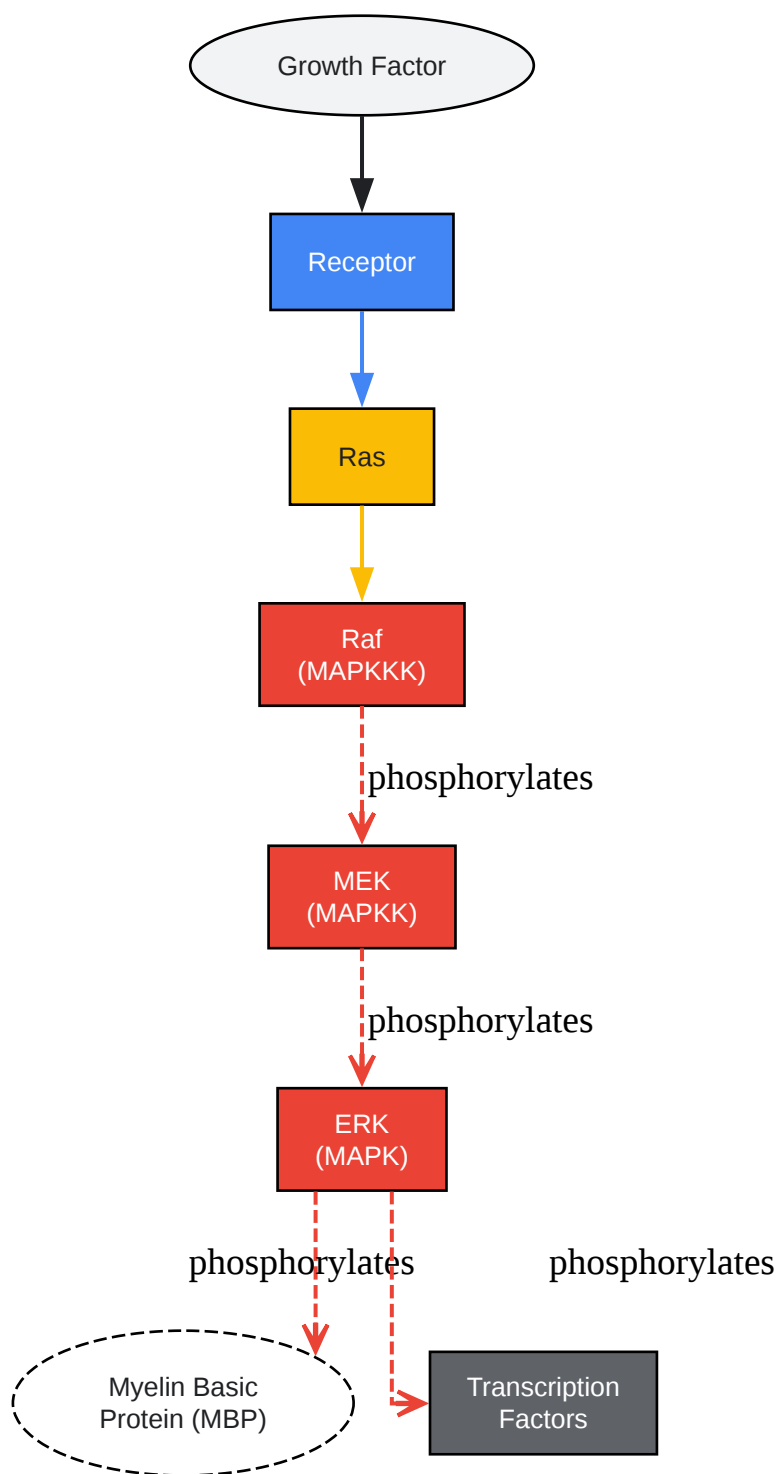 Growth Factor
Receptor
Ras
Raf
(MAPKKK)
phosphorylates
MEK
(MAPKK)
phosphorylates
ERK
(MAPK)
phosphorylates
phosphorylates
Myelin Basic
Protein (MBP)
Transcription
Factors